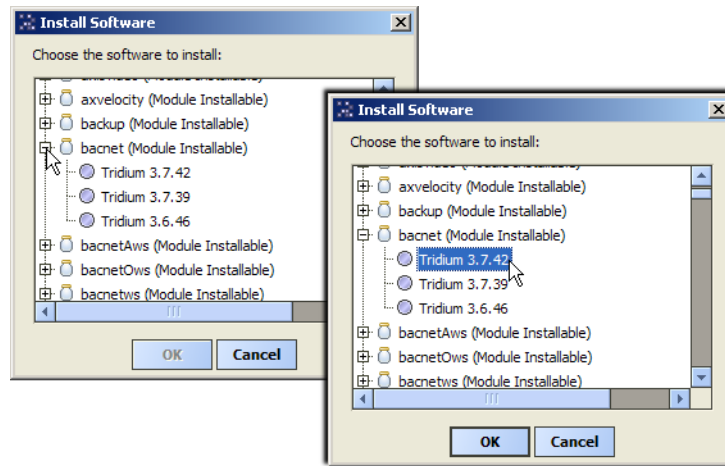 Install Software
Choose the software to install:
axvelocity (Module Installable)
backup (Module Installable)
bacnet (Module Installable)
Tridium 3.7.42
Tridium 3.7.39
Tridium 3.6.46
bacnetAws (Module Installable)
bacnetOws (Module Installable)
bacnetws (Module Installable)
OK
Cancel
Install Software
Choose the software to install:
axvelocity (Module Installable)
backup (Module Installable)
bacnet (Module Installable)
Tridium 3.7.42
Tridium 3.7.39
Tridium 3.6.46
bacnetAws (Module Installable)
bacnetOws (Module Installable)
bacnetws (Module Installable)
OK
Cancel